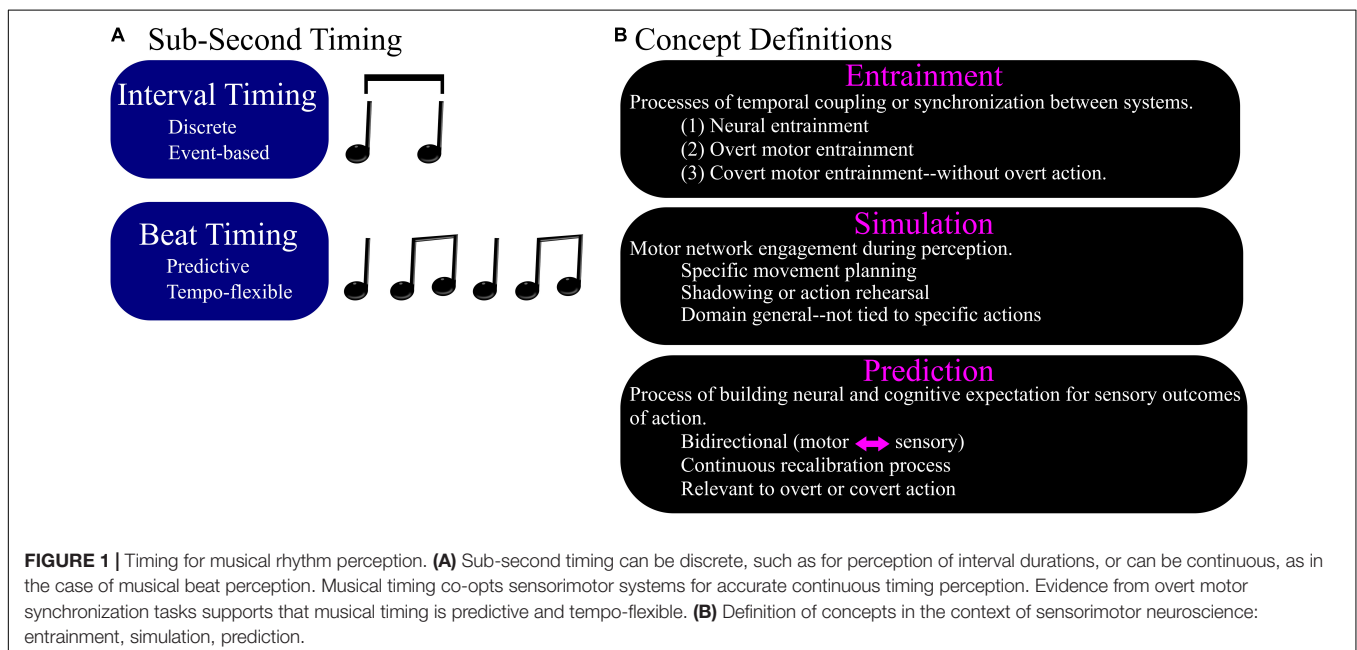 A Sub-Second Timing
Interval Timing
Discrete
Event-based
Beat Timing
Predictive
Tempo-flexible
B Concept Definitions
Entrainment
Processes of temporal coupling or synchronization between systems.
(1) Neural entrainment
(2) Overt motor entrainment
(3) Covert motor entrainment--without overt action.
Simulation
Motor network engagement during perception.
Specific movement planning
Shadowing or action rehearsal
Domain general--not tied to specific actions
Prediction
Process of building neural and cognitive expectation for sensory outcomes
of action.
Bidirectional (motor ⬌ sensory)
Continuous recalibration process
Relevant to overt or covert action
FIGURE 1 | Timing for musical rhythm perception. (A) Sub-second timing can be discrete, such as for perception of interval durations, or can be continuous, as in
the case of musical beat perception. Musical timing co-opts sensorimotor systems for accurate continuous timing perception. Evidence from overt motor
synchronization tasks supports that musical timing is predictive and tempo-flexible. (B) Definition of concepts in the context of sensorimotor neuroscience:
entrainment, simulation, prediction.